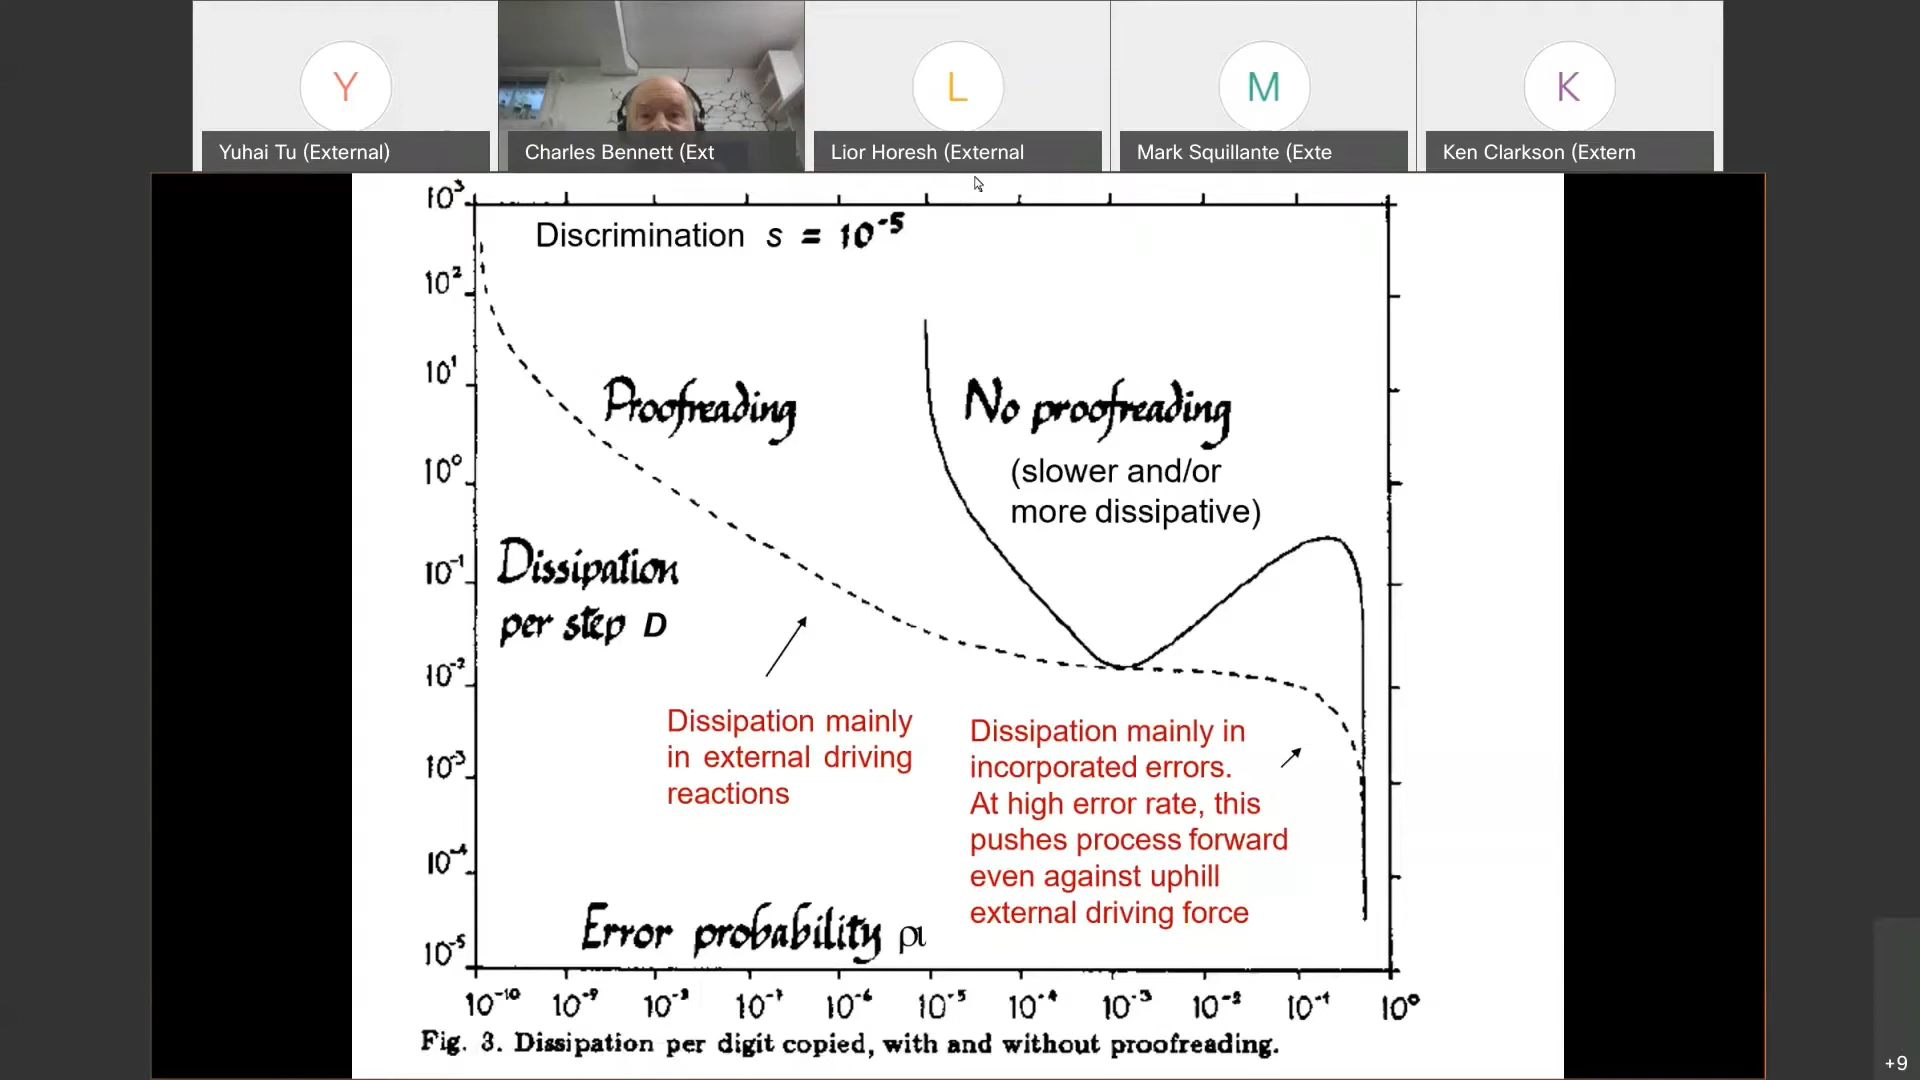 Y
L
M
K
Yuhai Tu (External)
Charles Bennett (Ext
Lior Horesh (External
Mark Squillante (Exte
Ken Clarkson (Extern
10³
10²
10¹
10⁰
10⁻¹
10⁻²
10⁻³
10⁻⁴
10⁻⁵
Discrimination s = 10⁻⁵
Proofreading
No proofreading
(slower and/or
more dissipative)
Dissipation
per step D
Dissipation mainly
in external driving
reactions
Dissipation mainly in
incorporated errors.
At high error rate, this
pushes process forward
even against uphill
external driving force
Error probability
10⁻¹⁰ 10⁻⁹ 10⁻⁸ 10⁻⁷ 10⁻⁶ 10⁻⁵ 10⁻⁴ 10⁻³ 10⁻² 10⁻¹ 10⁰
Fig. 3. Dissipation per digit copied, with and without proofreading.
+9